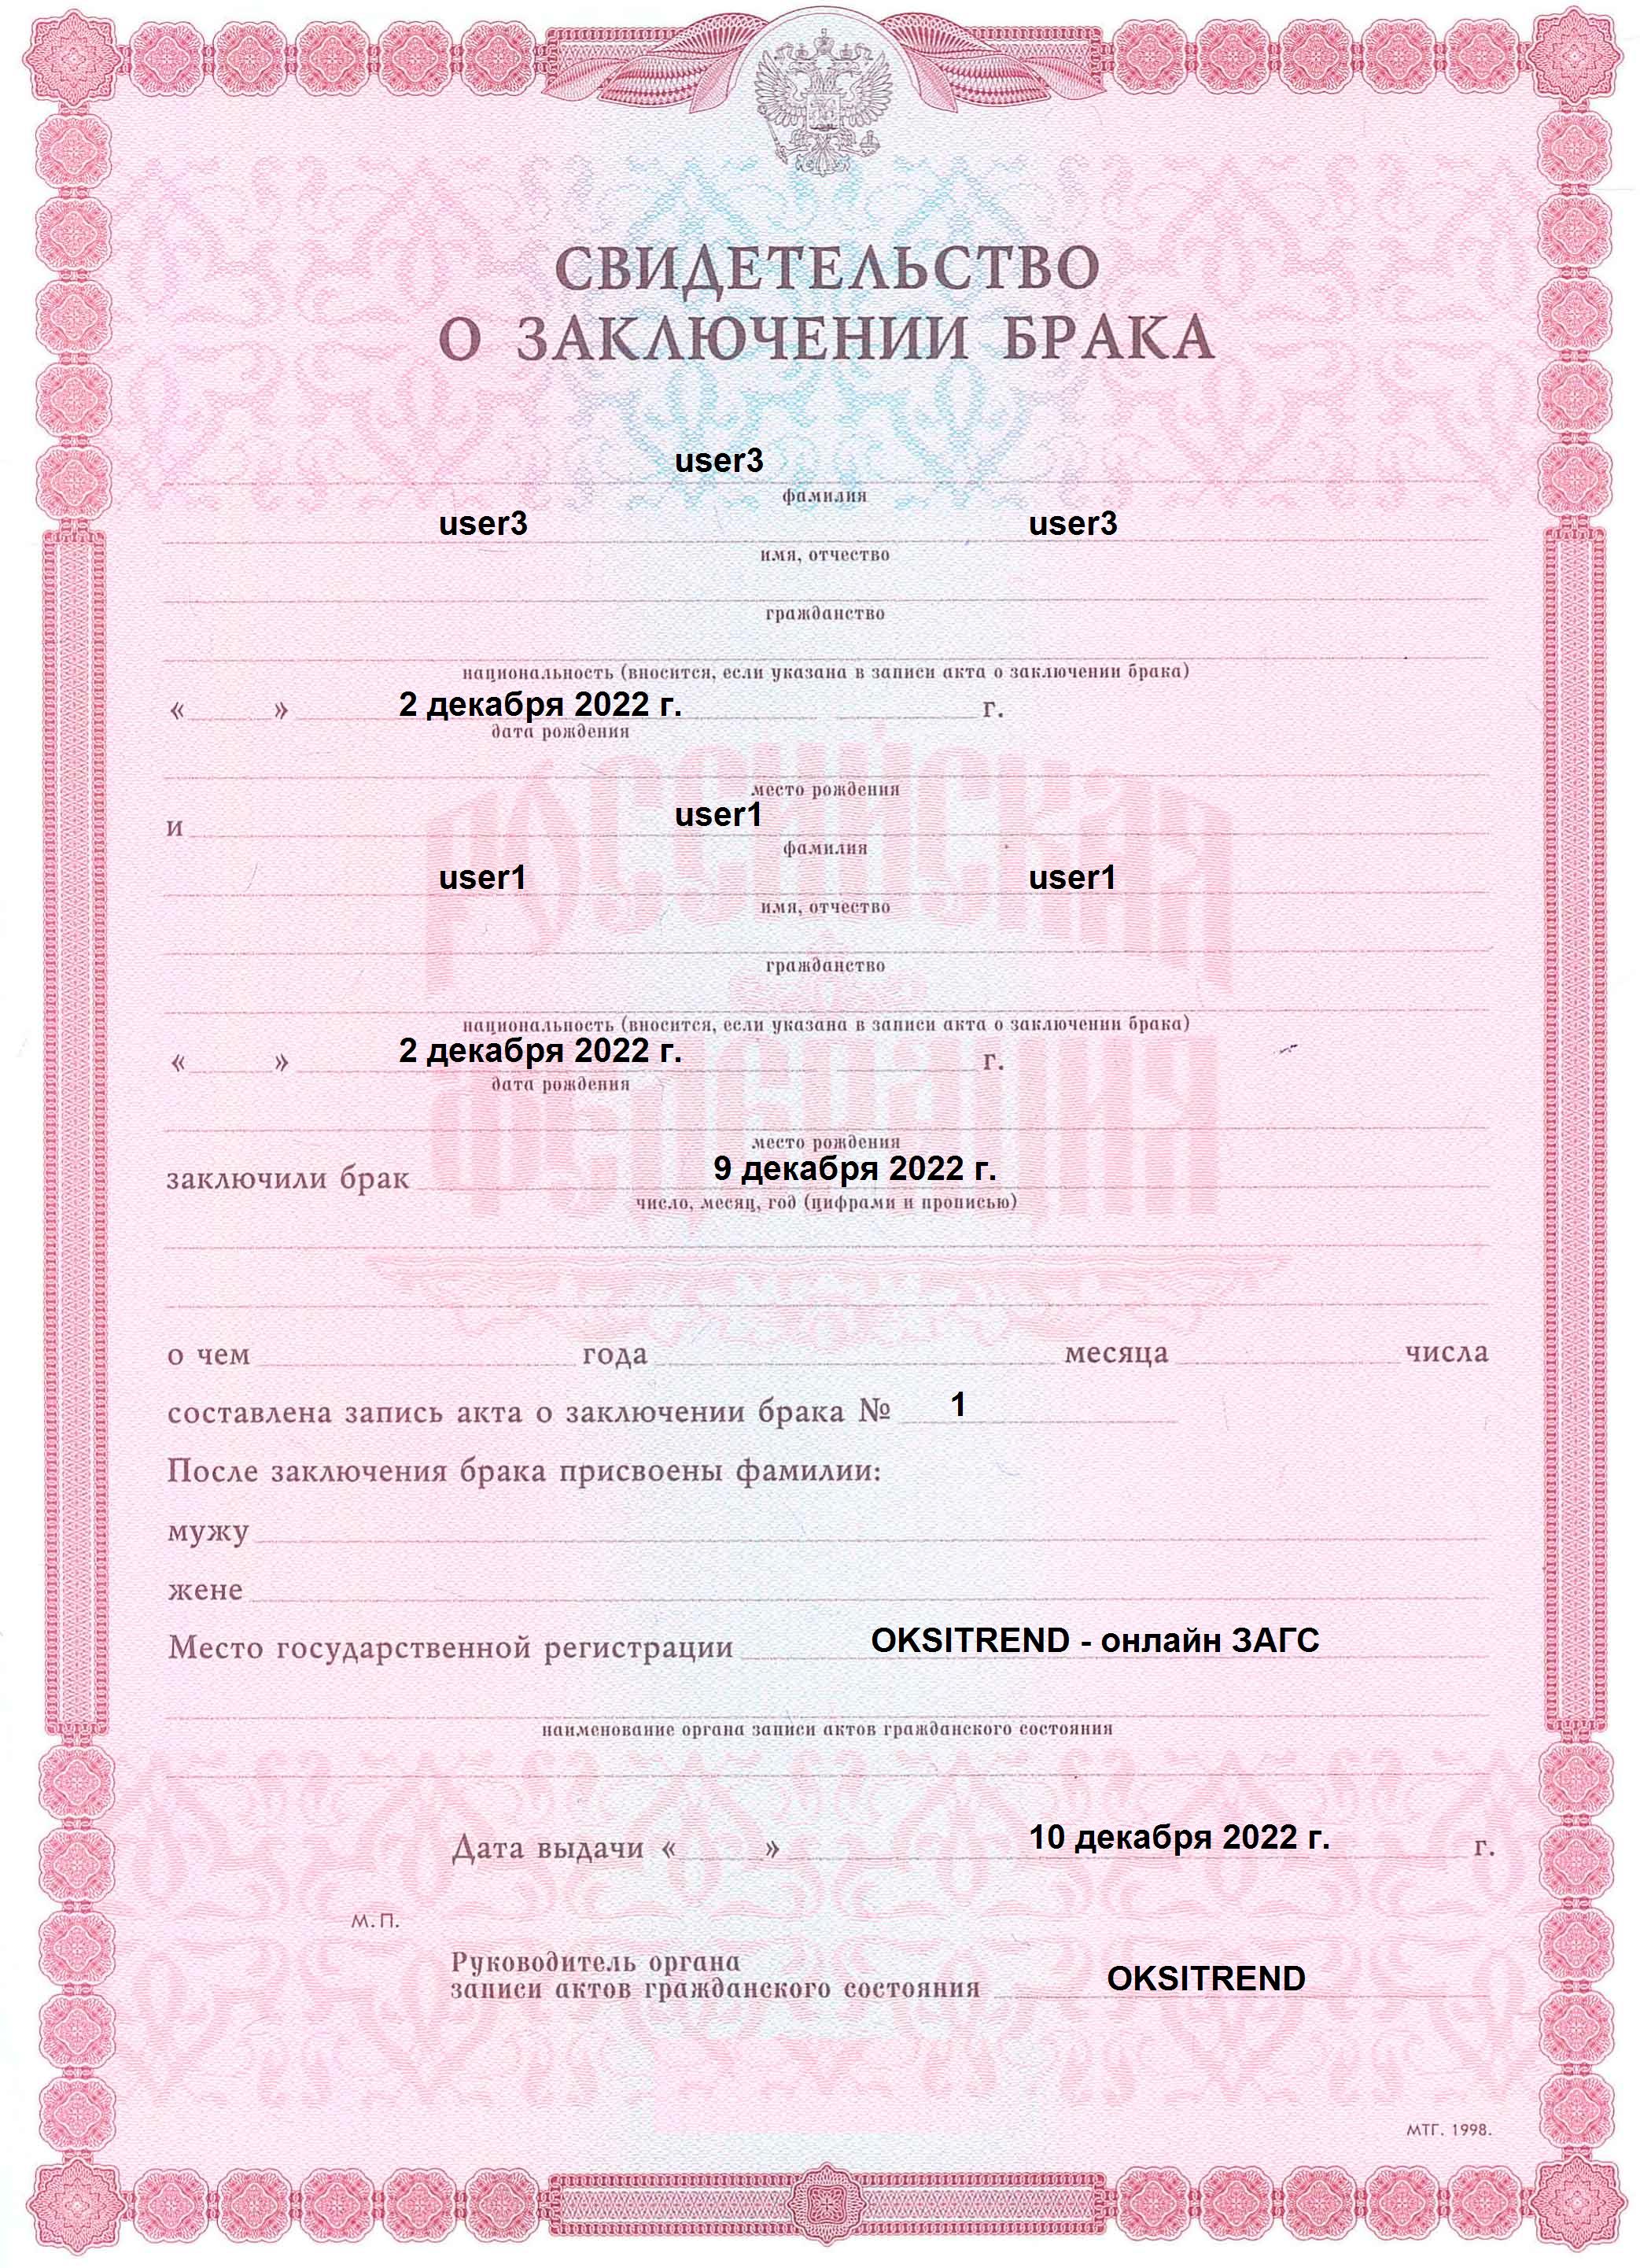 СВИДЕТЕЛЬСТВО
О ЗАКЛЮЧЕНИИ БРАКА
user3
фамилия
user3 user3
имя, отчество
гражданство
национальность (вносится, если указана в записи акта о заключении брака)
« » 2 декабря 2022 г. г.
дата рождения
место рождения
и user1
фамилия
user1 user1
имя, отчество
гражданство
национальность (вносится, если указана в записи акта о заключении брака)
« » 2 декабря 2022 г. г.
дата рождения
место рождения
заключили брак 9 декабря 2022 г.
число, месяц, год (цифрами и прописью)
о чем года месяца числа
составлена запись акта о заключении брака № 1
После заключения брака присвоены фамилии:
мужу
жене
Место государственной регистрации OKSITREND - онлайн ЗАГС
наименование органа записи актов гражданского состояния
Дата выдачи « » 10 декабря 2022 г. г.
М.П.
Руководитель органа
записи актов гражданского состояния OKSITREND
МТГ. 1998.
РОССИЙСКАЯ
ФЕДЕРАЦИЯ